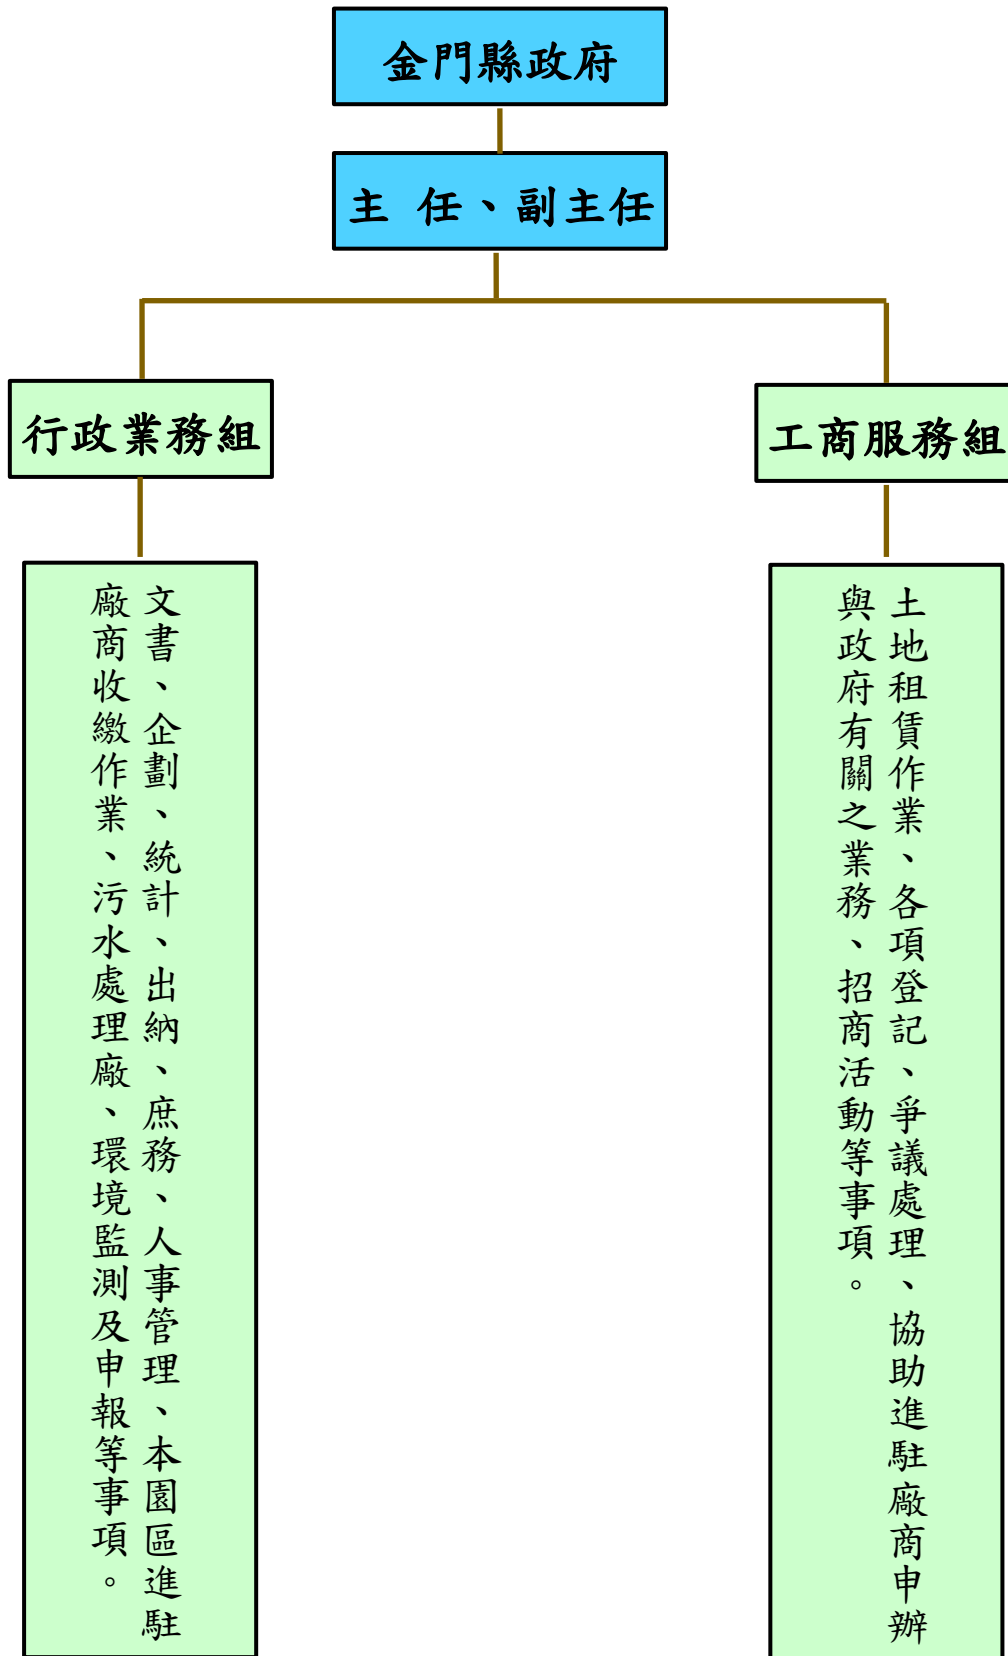 金門縣政府
主 任、副主任
行政業務組
工商服務組
文書、企劃、統計、出納、庶務、人事管理、本園區進駐
廠商收繳作業、污水處理廠、環境監測及申報等事項。
土地租賃作業、各項登記、爭議處理、協助進駐廠商申辦
與政府有關之業務、招商活動等事項。